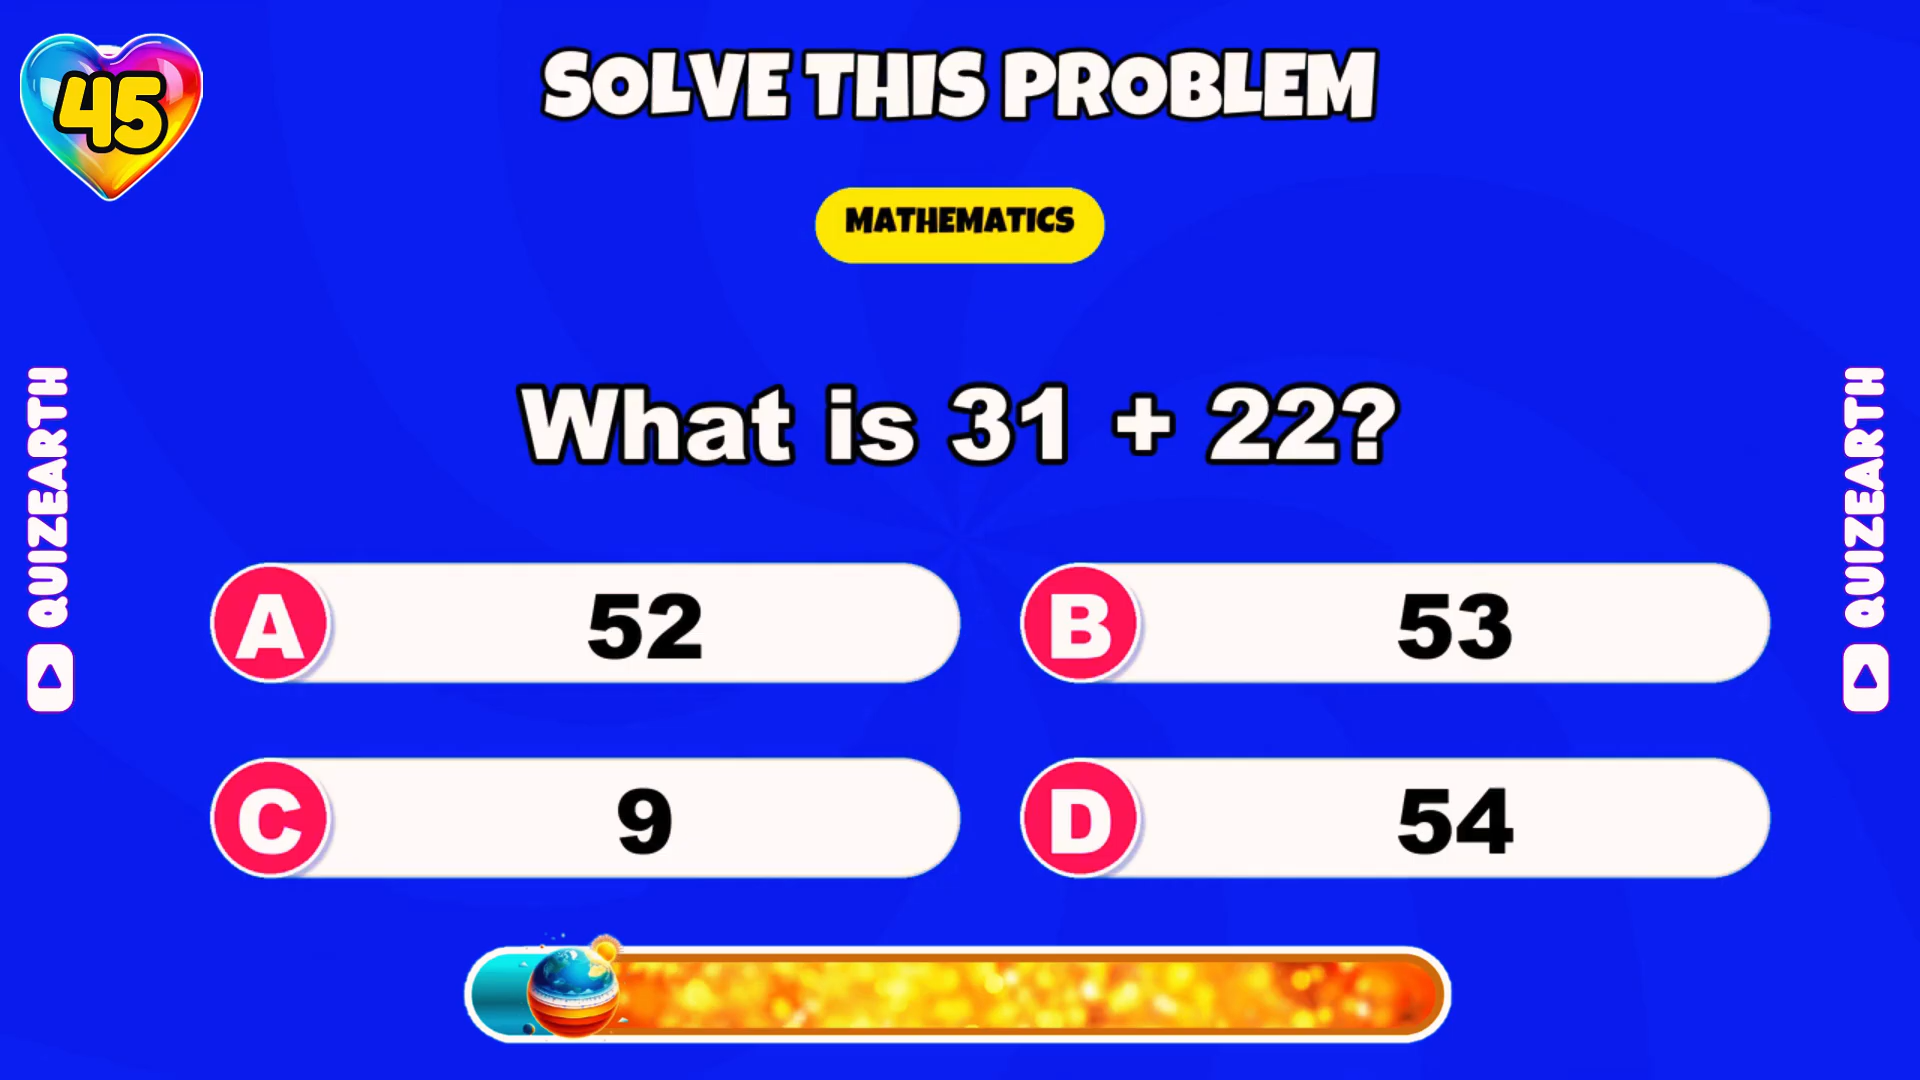 45
SOLVE THIS PROBLEM
MATHEMATICS
What is 31 + 22?
A 52
B 53
C 9
D 54
QUIZEARTH
QUIZEARTH